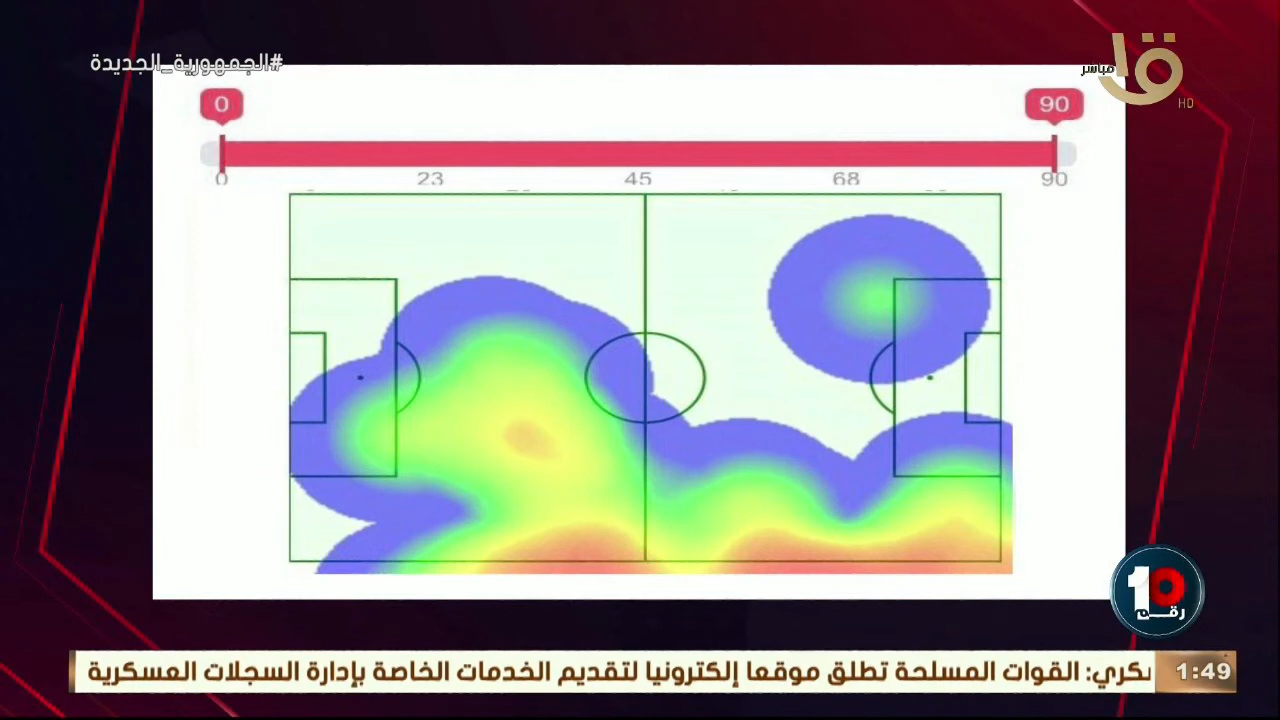 #الجمهورية_الجديدة
مباشر
HD
0
90
0 23 45 68 90
10
رقم
1:49
القوات المسلحة تطلق موقعا إلكترونيا لتقديم الخدمات الخاصة بإدارة السجلات العسكرية